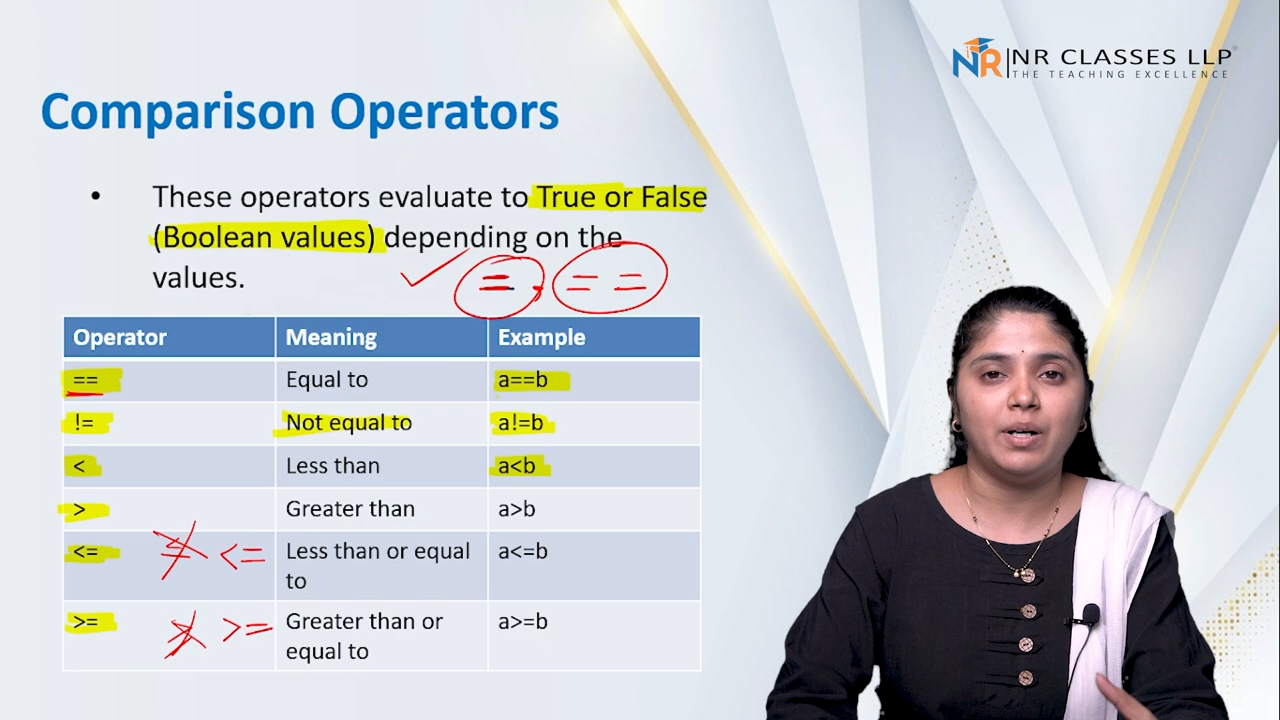 NR | NR CLASSES LLP
THE TEACHING EXCELLENCE
Comparison Operators
• These operators evaluate to True or False
(Boolean values) depending on the
values.
= , = =
Operator Meaning Example
== Equal to a==b
!= Not equal to a!=b
< Less than a<b
> Greater than a>b
<= <= Less than or equal a<=b
to
>= >= Greater than or a>=b
equal to